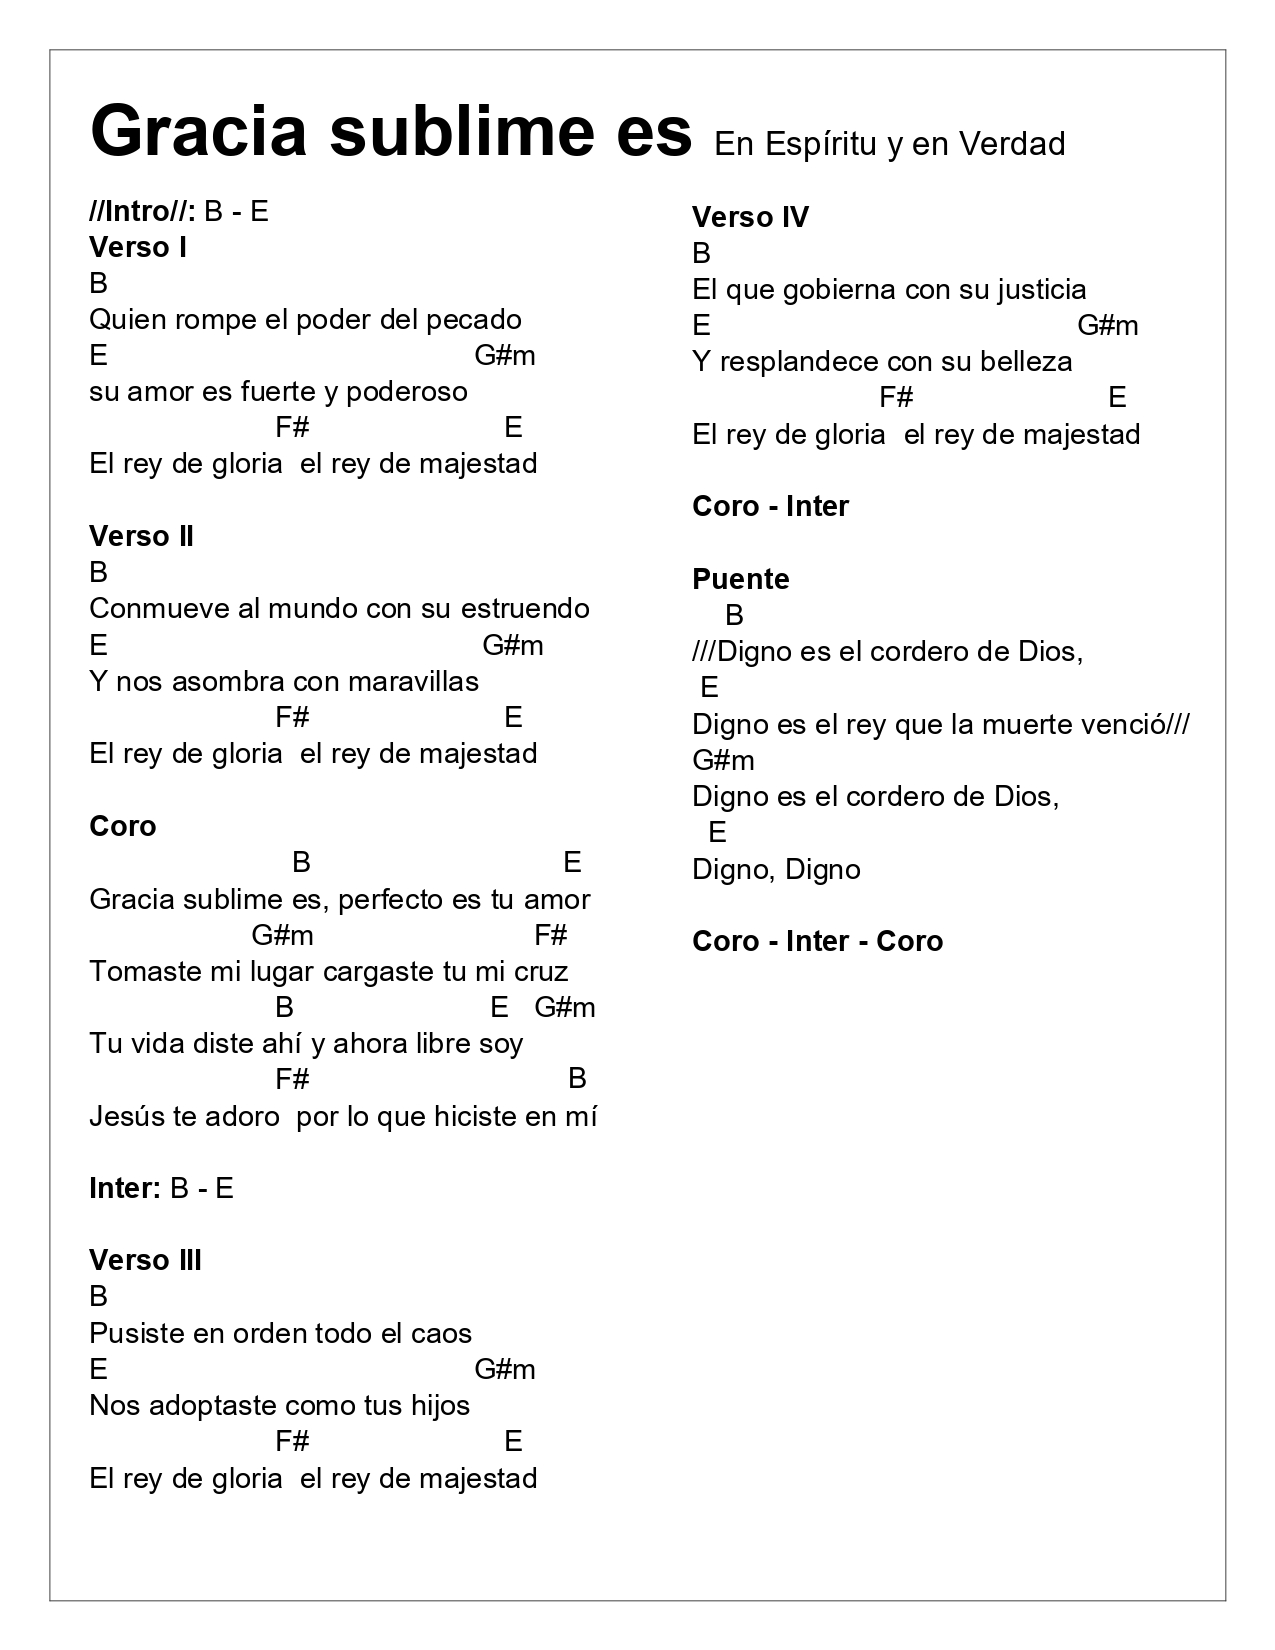 Gracia sublime es En Espíritu y en Verdad
//Intro//: B - E
Verso I
B
Quien rompe el poder del pecado
E G#m
su amor es fuerte y poderoso
F# E
El rey de gloria  el rey de majestad
Verso II
B
Conmueve al mundo con su estruendo
E G#m
Y nos asombra con maravillas
F# E
El rey de gloria  el rey de majestad
Coro
B E
Gracia sublime es, perfecto es tu amor
G#m F#
Tomaste mi lugar cargaste tu mi cruz
B E G#m
Tu vida diste ahí y ahora libre soy
F# B
Jesús te adoro  por lo que hiciste en mí
Inter: B - E
Verso III
B
Pusiste en orden todo el caos
E G#m
Nos adoptaste como tus hijos
F# E
El rey de gloria  el rey de majestad
Verso IV
B
El que gobierna con su justicia
E G#m
Y resplandece con su belleza
F# E
El rey de gloria  el rey de majestad
Coro - Inter
Puente
B
///Digno es el cordero de Dios,
E
Digno es el rey que la muerte venció///
G#m
Digno es el cordero de Dios,
E
Digno, Digno
Coro - Inter - Coro